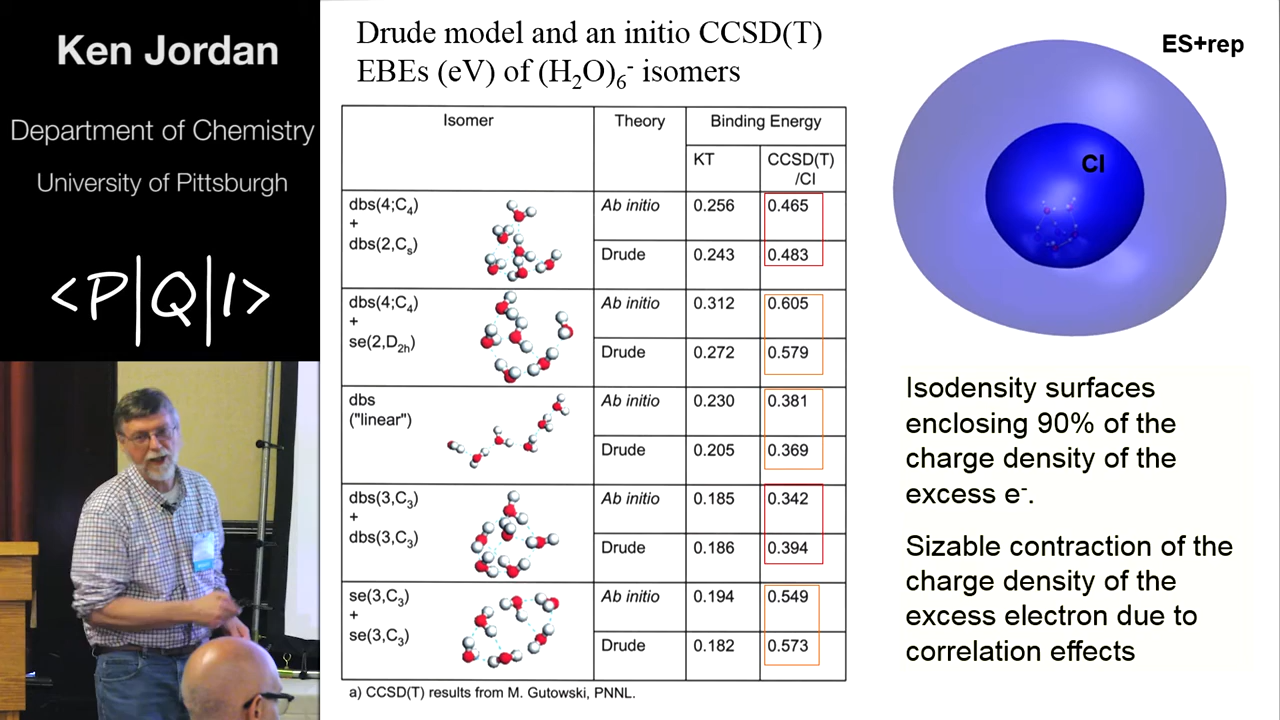 Ken Jordan
Department of Chemistry
University of Pittsburgh
<P|Q|1>
Drude model and an initio CCSD(T)
EBEs (eV) of (H₂O)₆⁻ isomers
Isomer Theory Binding Energy
KT CCSD(T)
/CI
dbs(4;C₄)
+
dbs(2,Cₛ)
Ab initio 0.256 0.465
Drude 0.243 0.483
dbs(4;C₄)
+
se(2,D₂ₕ)
Ab initio 0.312 0.605
Drude 0.272 0.579
dbs
("linear")
Ab initio 0.230 0.381
Drude 0.205 0.369
dbs(3,C₃)
+
dbs(3,C₃)
Ab initio 0.185 0.342
Drude 0.186 0.394
se(3,C₃)
+
se(3,C₃)
Ab initio 0.194 0.549
Drude 0.182 0.573
a) CCSD(T) results from M. Gutowski, PNNL.
ES+rep
CI
Isodensity surfaces
enclosing 90% of the
charge density of the
excess e⁻.
Sizable contraction of the
charge density of the
excess electron due to
correlation effects